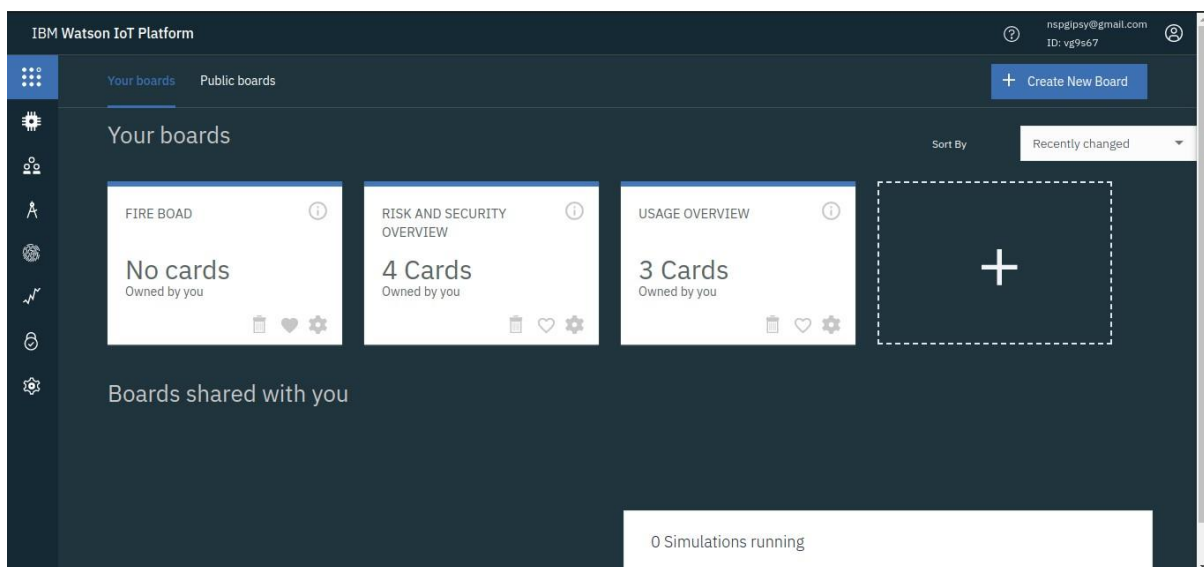 IBM Watson IoT Platform
nspgipsy@gmail.com
ID: vg9s67
Your boards
Public boards
+ Create New Board
Your boards
Sort By
Recently changed
FIRE BOAD
No cards
Owned by you
RISK AND SECURITY
OVERVIEW
4 Cards
Owned by you
USAGE OVERVIEW
3 Cards
Owned by you
Boards shared with you
0 Simulations running